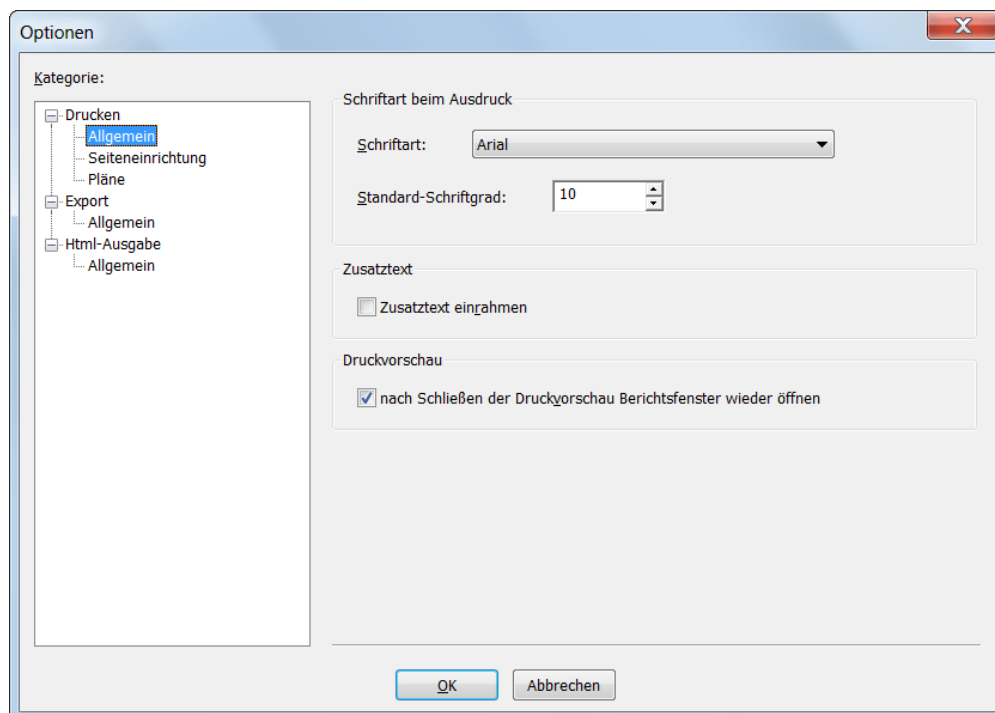 Optionen
Kategorie:
Drucken
Allgemein
Seiteneinrichtung
Pläne
Export
Allgemein
Html-Ausgabe
Allgemein
Schriftart beim Ausdruck
Schriftart: Arial
Standard-Schriftgrad: 10
Zusatztext
Zusatztext einrahmen
Druckvorschau
nach Schließen der Druckvorschau Berichtsfenster wieder öffnen
OK Abbrechen